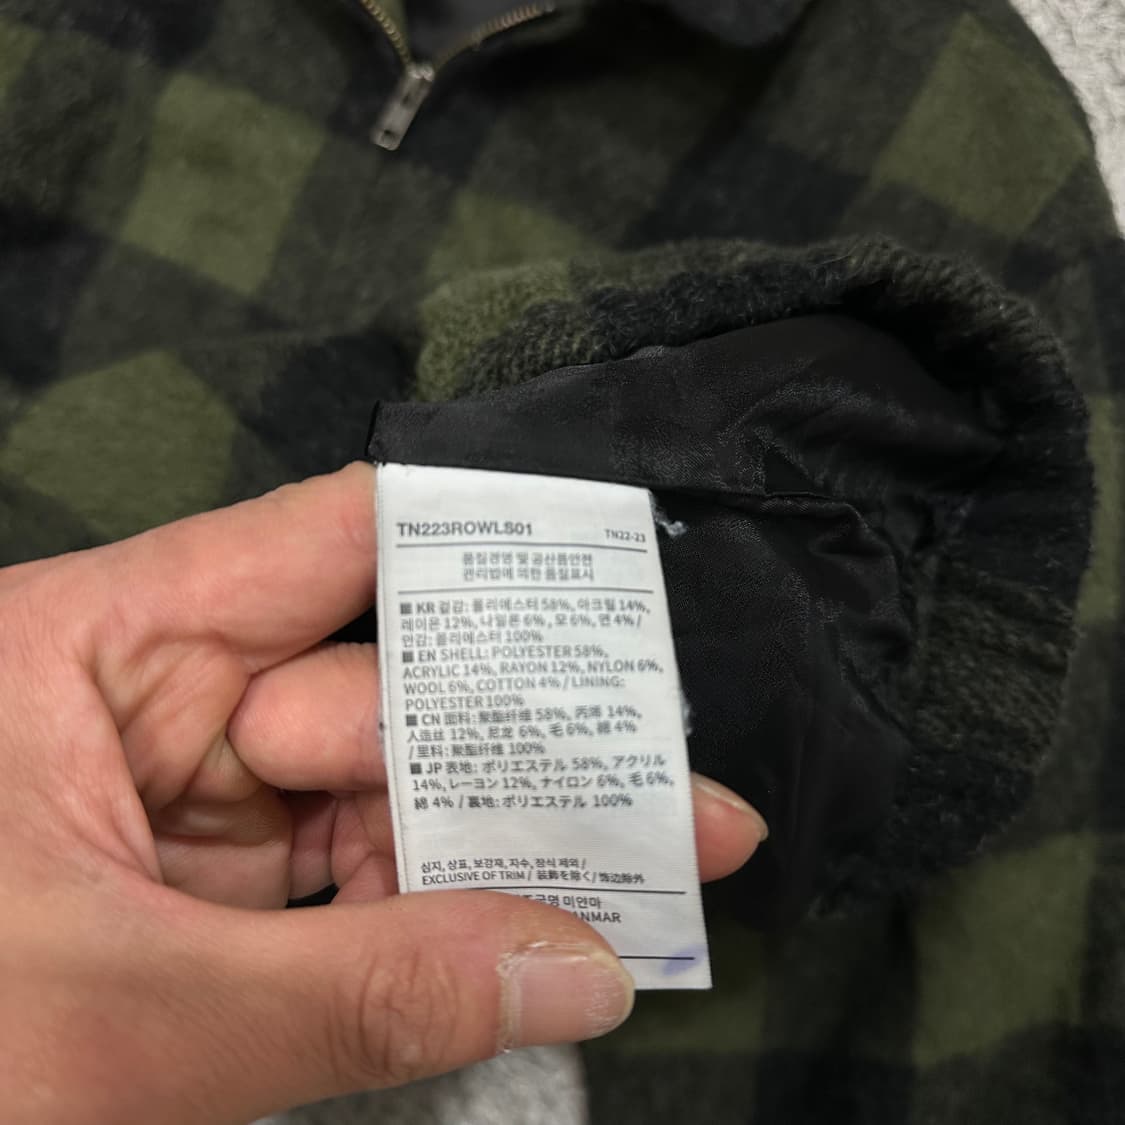 TN223ROWLS01
TN22-23
품질경영 및 공산품안전
관리법에 의한 품질표시
■ KR 겉감: 폴리에스터 58%, 아크릴 14%,
레이온 12%, 나일론 6%, 모 6%, 면 4% /
안감: 폴리에스터 100%
■ EN SHELL: POLYESTER 58%,
ACRYLIC 14%, RAYON 12%, NYLON 6%,
WOOL 6%, COTTON 4% / LINING:
POLYESTER 100%
■ CN 面料: 聚酯纤维 58%, 丙烯 14%,
人造丝 12%, 尼龙 6%, 毛 6%, 綿 4%
/ 里料: 聚酯纤维 100%
■ JP 表地: ポリエステル 58%, アクリル
14%, レーヨン 12%, ナイロン 6%, 毛 6%,
綿 4% / 裏地: ポリエステル 100%
심지, 상표, 보강재, 자수, 장식 제외 /
EXCLUSIVE OF TRIM / 装飾を除く / 饰边除外
국명 미얀마
ANMAR